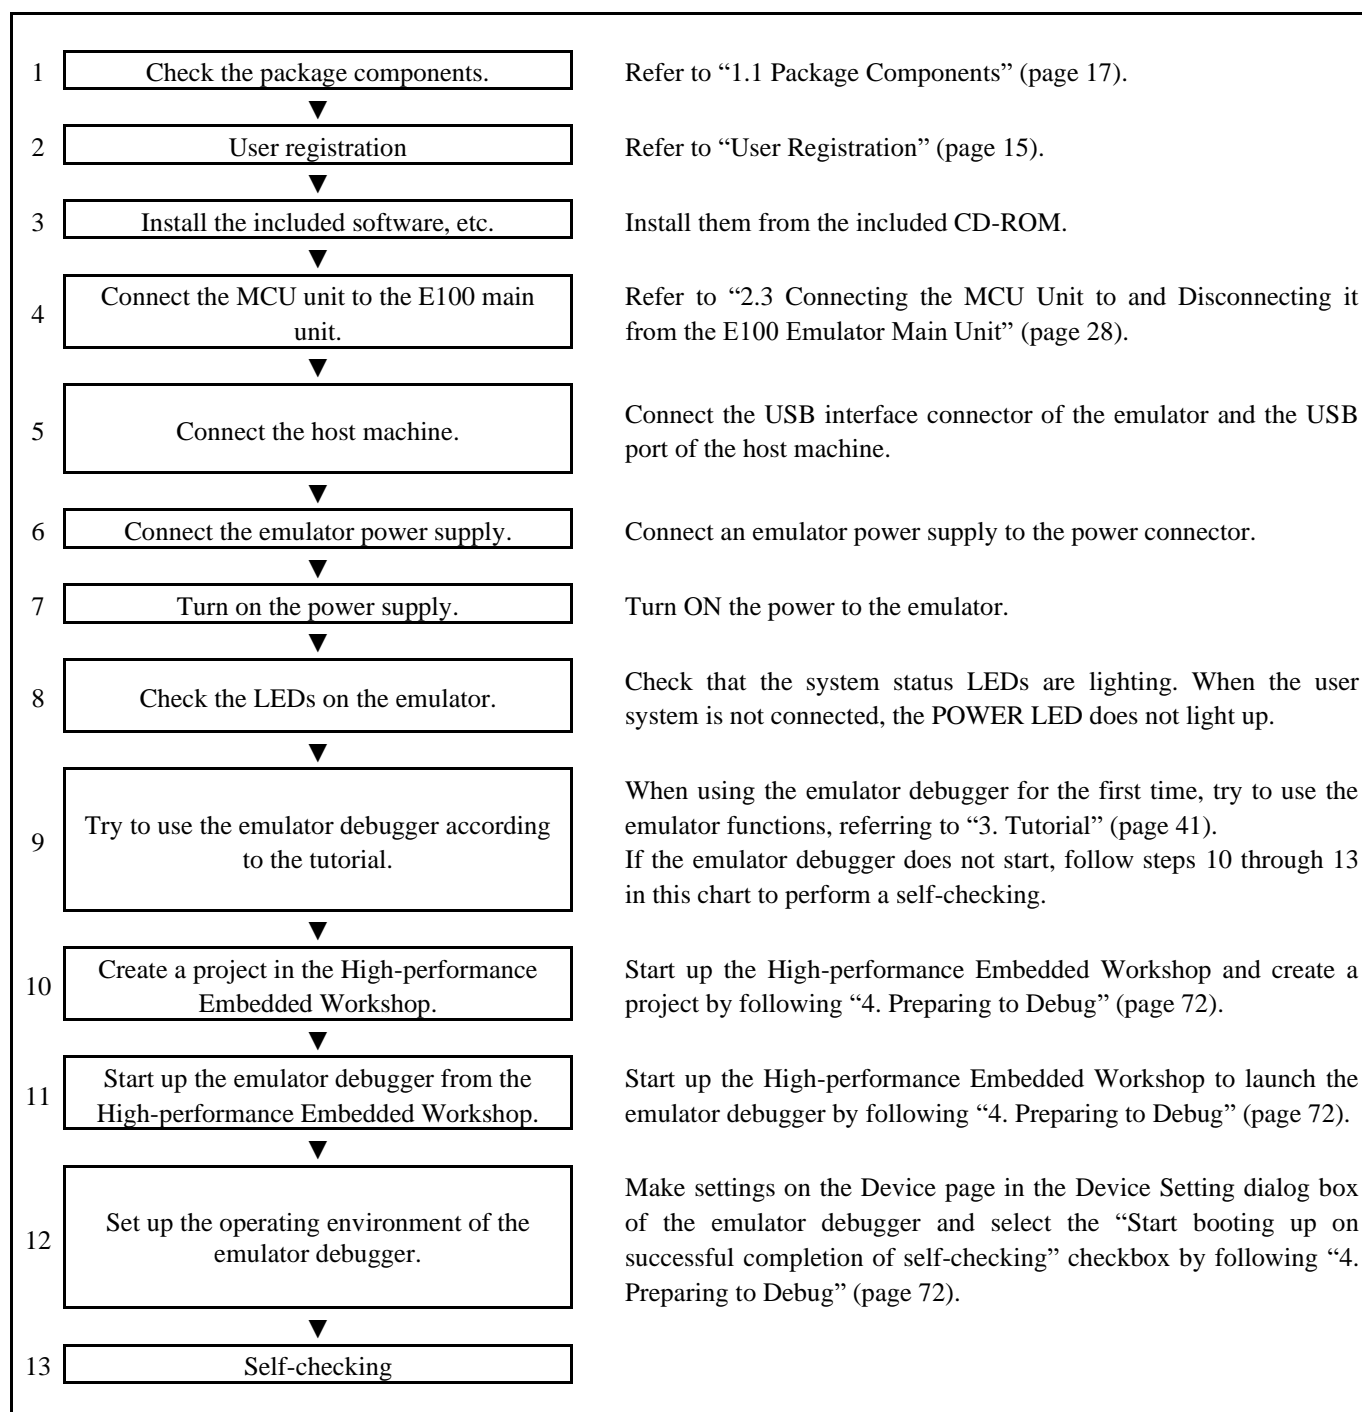 1 Check the package components. Refer to “1.1 Package Components” (page 17).
▼
2 User registration Refer to “User Registration” (page 15).
▼
3 Install the included software, etc. Install them from the included CD-ROM.
▼
4 Connect the MCU unit to the E100 main
unit.
Refer to “2.3 Connecting the MCU Unit to and Disconnecting it
from the E100 Emulator Main Unit” (page 28).
▼
5 Connect the host machine.
Connect the USB interface connector of the emulator and the USB
port of the host machine.
▼
6 Connect the emulator power supply. Connect an emulator power supply to the power connector.
▼
7 Turn on the power supply. Turn ON the power to the emulator.
▼
8 Check the LEDs on the emulator.
Check that the system status LEDs are lighting. When the user
system is not connected, the POWER LED does not light up.
▼
9 Try to use the emulator debugger according
to the tutorial.
When using the emulator debugger for the first time, try to use the
emulator functions, referring to “3. Tutorial” (page 41).
If the emulator debugger does not start, follow steps 10 through 13
in this chart to perform a self-checking.
▼
10 Create a project in the High-performance
Embedded Workshop.
Start up the High-performance Embedded Workshop and create a
project by following “4. Preparing to Debug” (page 72).
▼
11 Start up the emulator debugger from the
High-performance Embedded Workshop.
Start up the High-performance Embedded Workshop to launch the
emulator debugger by following “4. Preparing to Debug” (page 72).
▼
12 Set up the operating environment of the
emulator debugger.
Make settings on the Device page in the Device Setting dialog box
of the emulator debugger and select the “Start booting up on
successful completion of self-checking” checkbox by following “4.
Preparing to Debug” (page 72).
▼
13 Self-checking